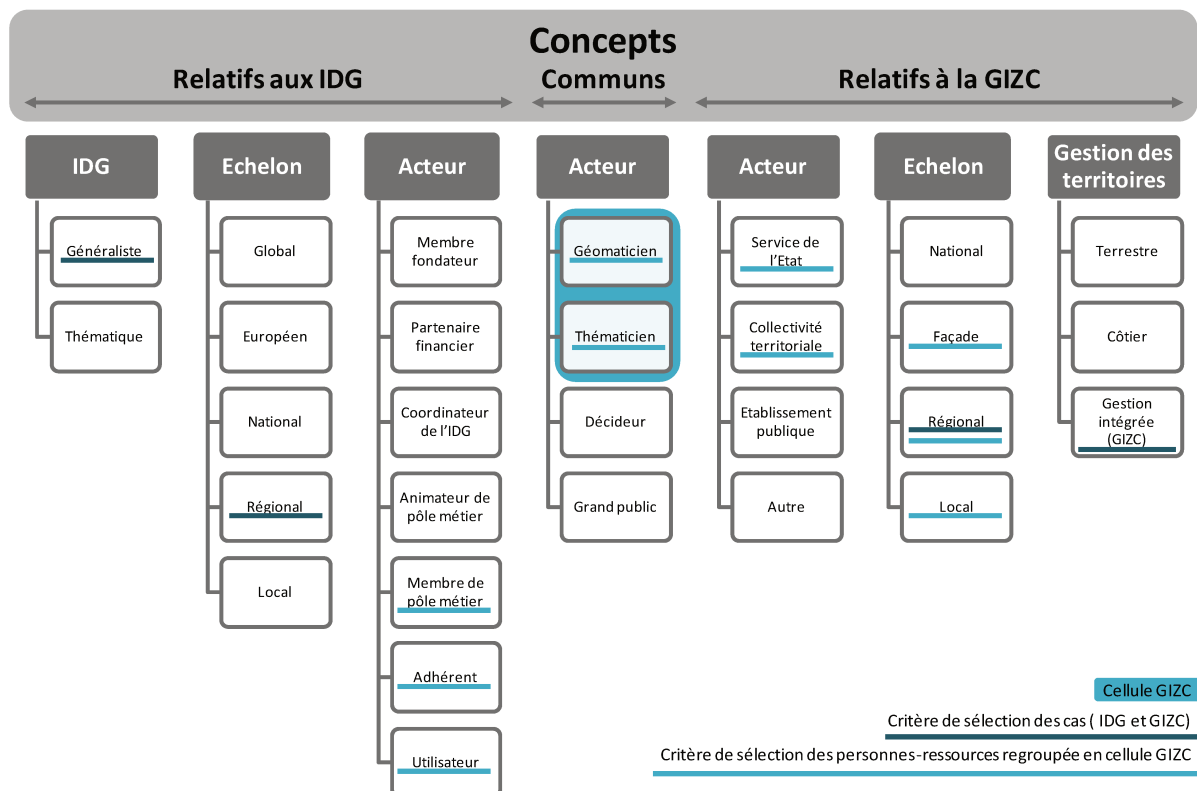 Concepts
Relatifs aux IDG
Communs
Relatifs à la GIZC
IDG
Généraliste
Thématique
Echelon
Global
Européen
National
Régional
Local
Acteur
Membre
fondateur
Partenaire
financier
Coordinateur
de l'IDG
Animateur de
pôle métier
Membre de
pôle métier
Adhérent
Utilisateur
Acteur
Géomaticien
Thématicien
Décideur
Grand public
Acteur
Service de
l'Etat
Collectivité
territoriale
Etablissement
publique
Autre
Echelon
National
Façade
Régional
Local
Gestion des
territoires
Terrestre
Côtier
Gestion
intégrée
(GIZC)
Cellule GIZC
Critère de sélection des cas ( IDG et GIZC)
Critère de sélection des personnes-ressources regroupée en cellule GIZC